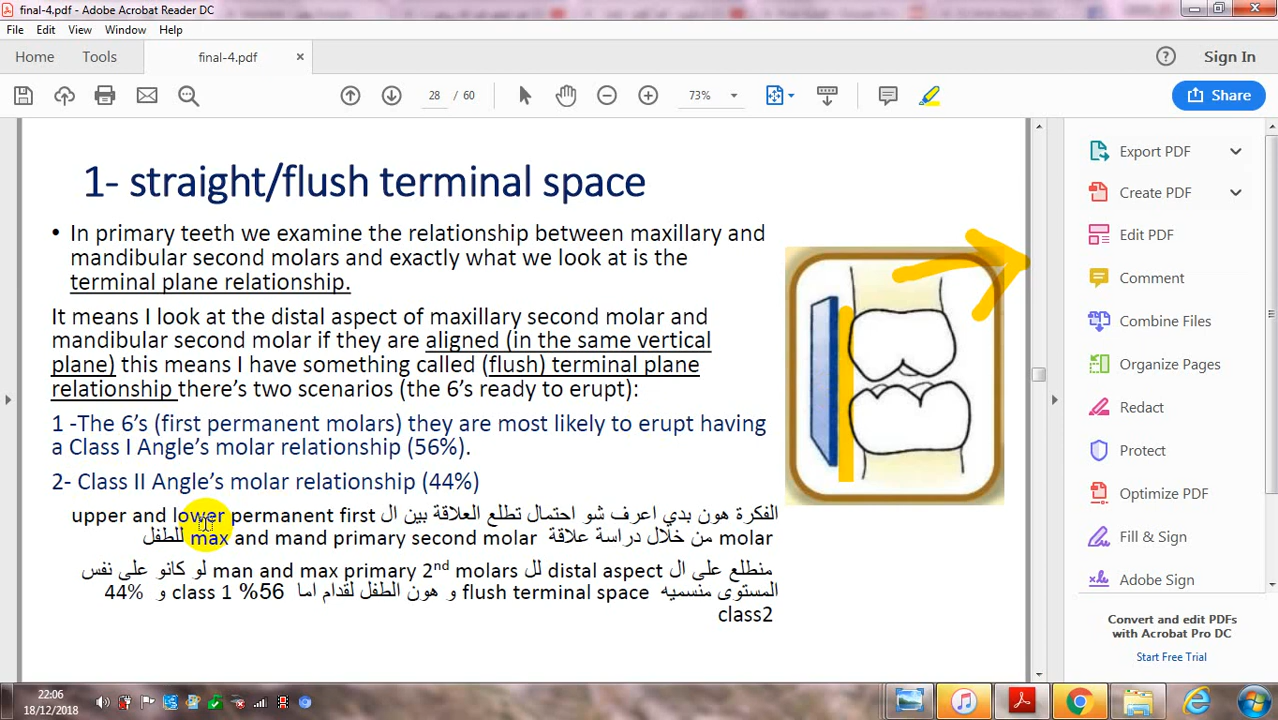 final-4.pdf - Adobe Acrobat Reader DC
File Edit View Window Help
Home Tools final-4.pdf × Sign In
28 / 60 73% Share
1- straight/flush terminal space
• In primary teeth we examine the relationship between maxillary and
mandibular second molars and exactly what we look at is the
terminal plane relationship.
It means I look at the distal aspect of maxillary second molar and
mandibular second molar if they are aligned (in the same vertical
plane) this means I have something called (flush) terminal plane
relationship there's two scenarios (the 6's ready to erupt):
1 -The 6's (first permanent molars) they are most likely to erupt having
a Class I Angle's molar relationship (56%).
2- Class II Angle's molar relationship (44%)
الفكرة هون بدي اعرف شو احتمال تطلع العلاقة بين ال upper and lower permanent first
molar من خلال دراسة علاقة max and mand primary second molar للطفل
منطلع على ال distal aspect لل man and max primary 2nd molars لو كانو على نفس
المستوى منسميه flush terminal space و هون الطفل لقدام اما 56% class 1 و 44%
class2
Export PDF
Create PDF
Edit PDF
Comment
Combine Files
Organize Pages
Redact
Protect
Optimize PDF
Fill & Sign
Adobe Sign
Convert and edit PDFs
with Acrobat Pro DC
Start Free Trial
22:06
18/12/2018